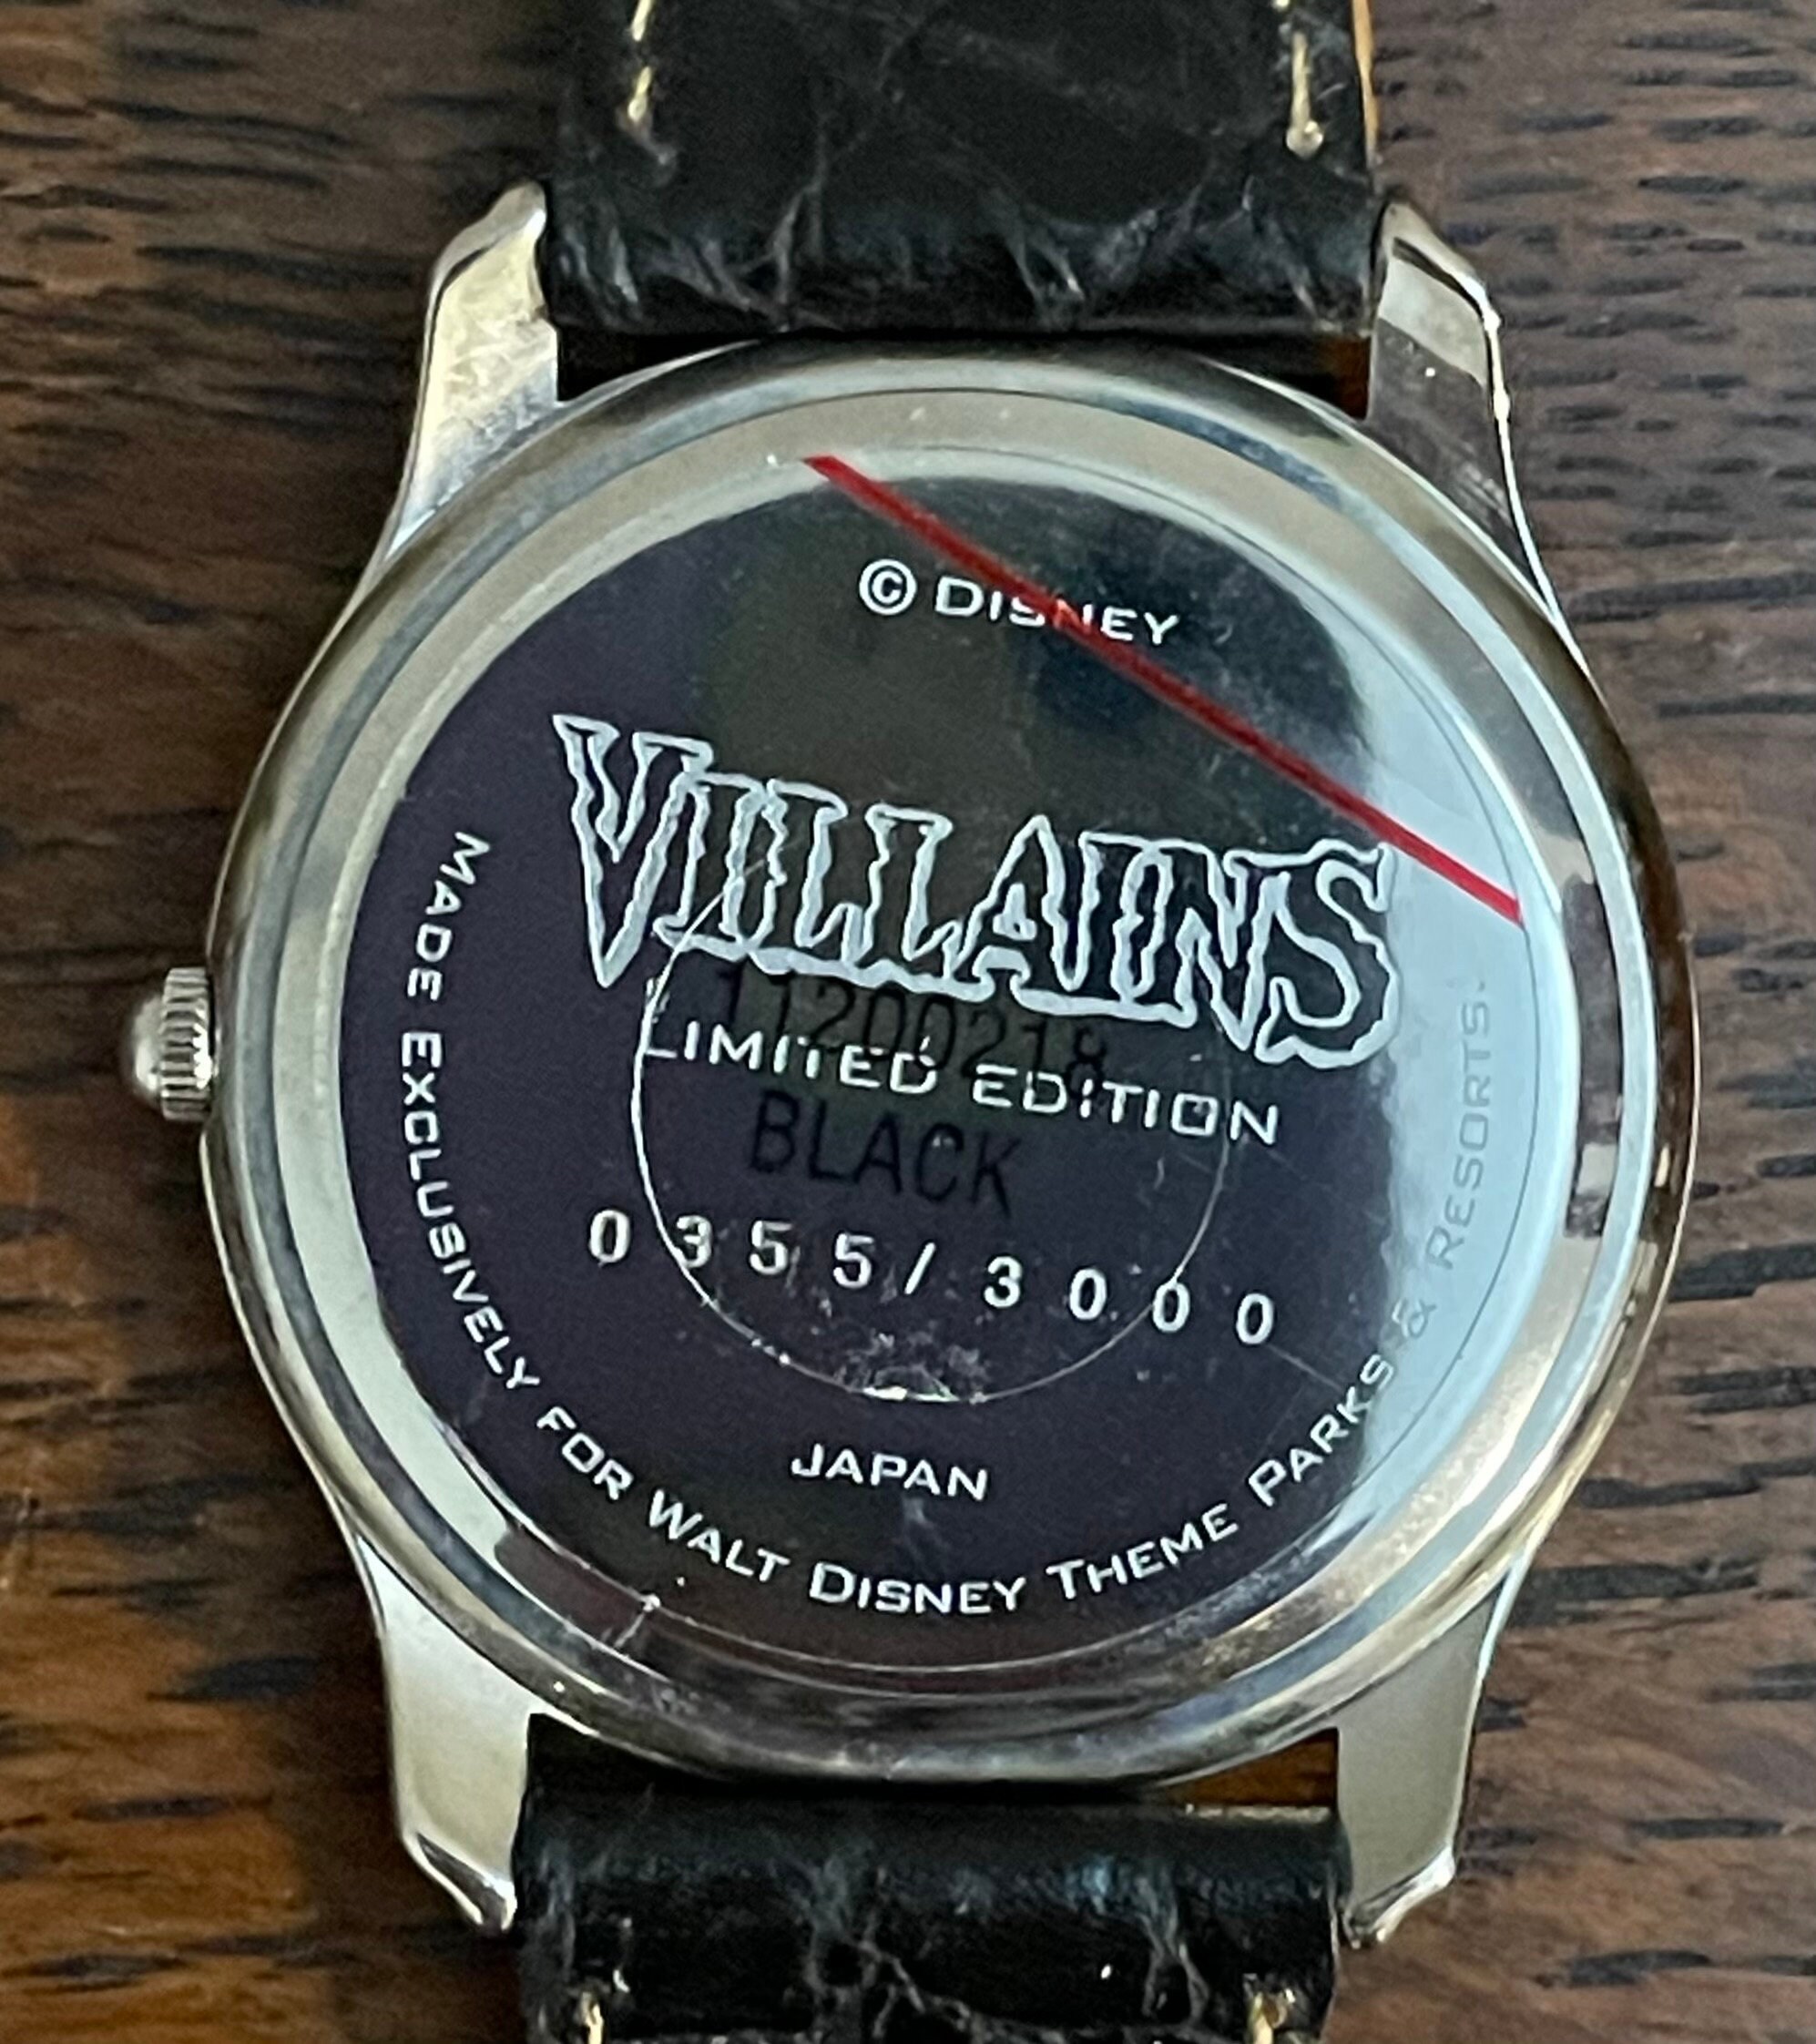 © DISNEY
VILLAINS
11200218
LIMITED EDITION
BLACK
0355/3000
JAPAN
MADE EXCLUSIVELY FOR WALT DISNEY THEME PARKS & RESORTS.